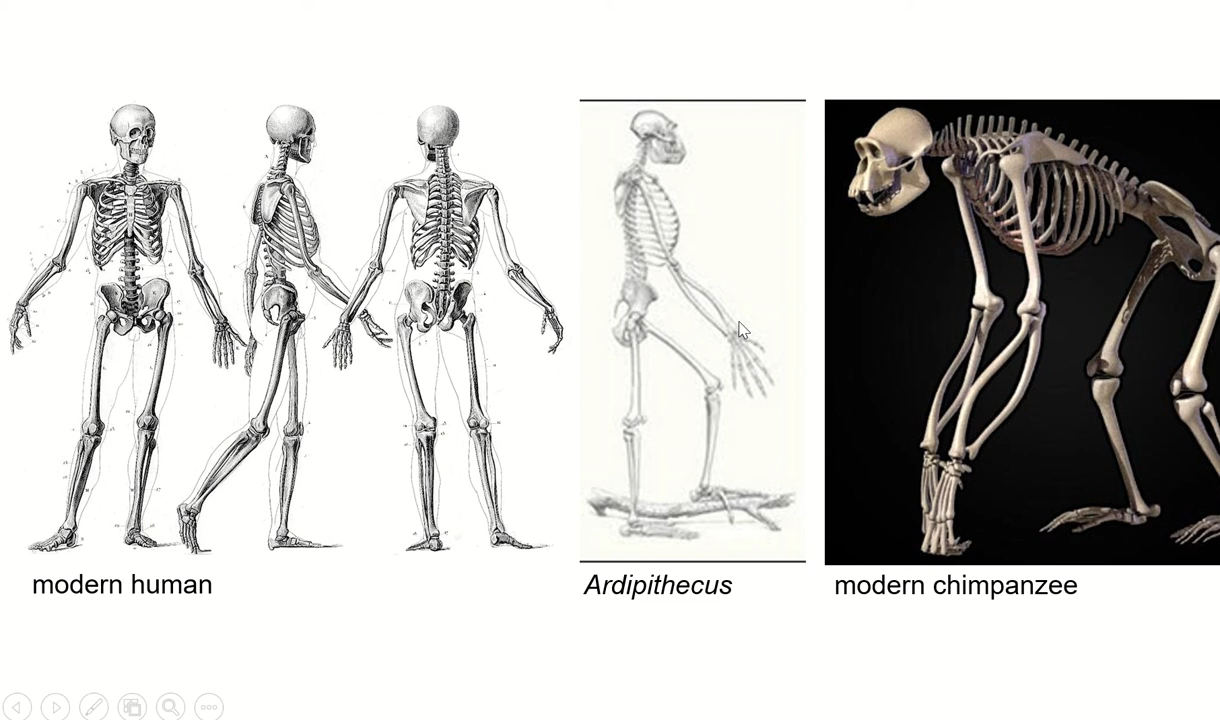 modern human
Ardipithecus
modern chimpanzee